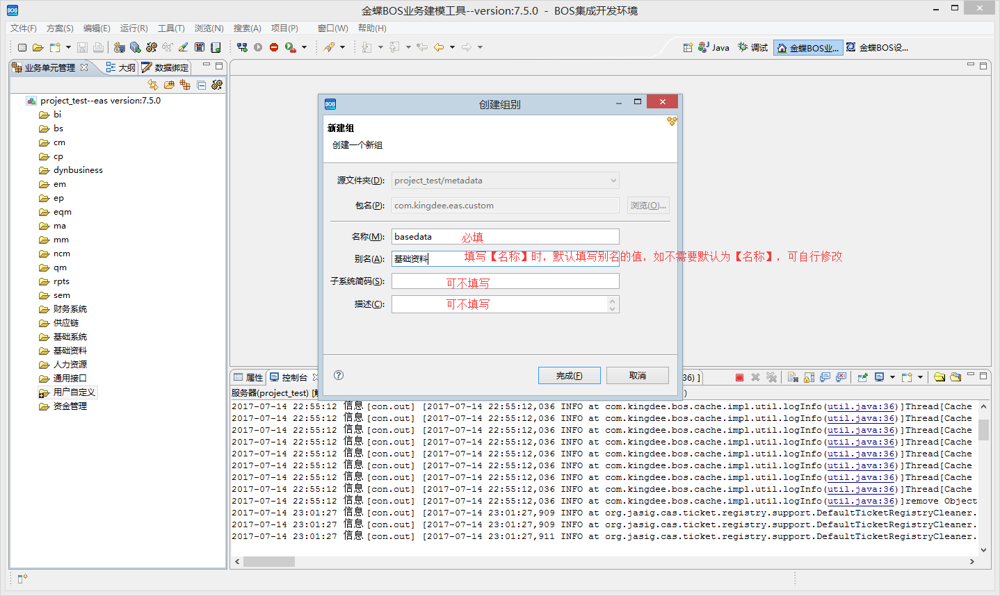 BOS 金蝶BOS业务建模工具--version:7.5.0 - BOS集成开发环境
文件(F) 方案(S) 编辑(E) 运行(R) 工具(T) 浏览(N) 搜索(A) 项目(P) 窗口(W) 帮助(H)
Java 调试 金蝶BOS业... 金蝶BOS设...
业务单元管理 大纲 数据绑定
project_test--eas version:7.5.0
bi
bs
cm
cp
dynbusiness
em
ep
eqm
ma
mm
ncm
qm
rpts
sem
财务系统
供应链
基础系统
基础资料
人力资源
通用接口
用户自定义
资金管理
BOS 创建组别
新建组
创建一个新组
源文件夹(D): project_test/metadata
包名(P): com.kingdee.eas.custom 浏览(O)...
名称(M): basedata 必填
别名(A): 基础资料 填写【名称】时，默认填写别名的值，如不需要默认为【名称】，可自行修改
子系统简码(S): 可不填写
描述(C): 可不填写
完成(F) 取消
属性 控制台 36) ]
服务器(project_test) [ )
2017-07-14 22:55:12 信息 [con.out] [2017-07-14 22:55:12,036 INFO at com.kingdee.bos.cache.impl.util.logInfo(util.java:36)]Thread[Cache
2017-07-14 22:55:12 信息 [con.out] [2017-07-14 22:55:12,036 INFO at com.kingdee.bos.cache.impl.util.logInfo(util.java:36)]Thread[Cache
2017-07-14 22:55:12 信息 [con.out] [2017-07-14 22:55:12,036 INFO at com.kingdee.bos.cache.impl.util.logInfo(util.java:36)]Thread[Cache
2017-07-14 22:55:12 信息 [con.out] [2017-07-14 22:55:12,036 INFO at com.kingdee.bos.cache.impl.util.logInfo(util.java:36)]Thread[Cache
2017-07-14 22:55:12 信息 [con.out] [2017-07-14 22:55:12,036 INFO at com.kingdee.bos.cache.impl.util.logInfo(util.java:36)]Thread[Cache
2017-07-14 22:55:12 信息 [con.out] [2017-07-14 22:55:12,036 INFO at com.kingdee.bos.cache.impl.util.logInfo(util.java:36)]Thread[Cache
2017-07-14 22:55:12 信息 [con.out] [2017-07-14 22:55:12,036 INFO at com.kingdee.bos.cache.impl.util.logInfo(util.java:36)]Thread[Cache
2017-07-14 22:55:12 信息 [con.out] [2017-07-14 22:55:12,036 INFO at com.kingdee.bos.cache.impl.util.logInfo(util.java:36)]Thread[Cache
2017-07-14 22:55:12 信息 [con.out] [2017-07-14 22:55:12,036 INFO at com.kingdee.bos.cache.impl.util.logInfo(util.java:36)]remove Object
2017-07-14 23:01:27 信息 [con.out] [2017-07-14 23:01:27,909 INFO at org.jasig.cas.ticket.registry.support.DefaultTicketRegistryCleaner.
2017-07-14 23:01:27 信息 [con.out] [2017-07-14 23:01:27,909 INFO at org.jasig.cas.ticket.registry.support.DefaultTicketRegistryCleaner.
2017-07-14 23:01:27 信息 [con.out] [2017-07-14 23:01:27,911 INFO at org.jasig.cas.ticket.registry.support.DefaultTicketRegistryCleaner.